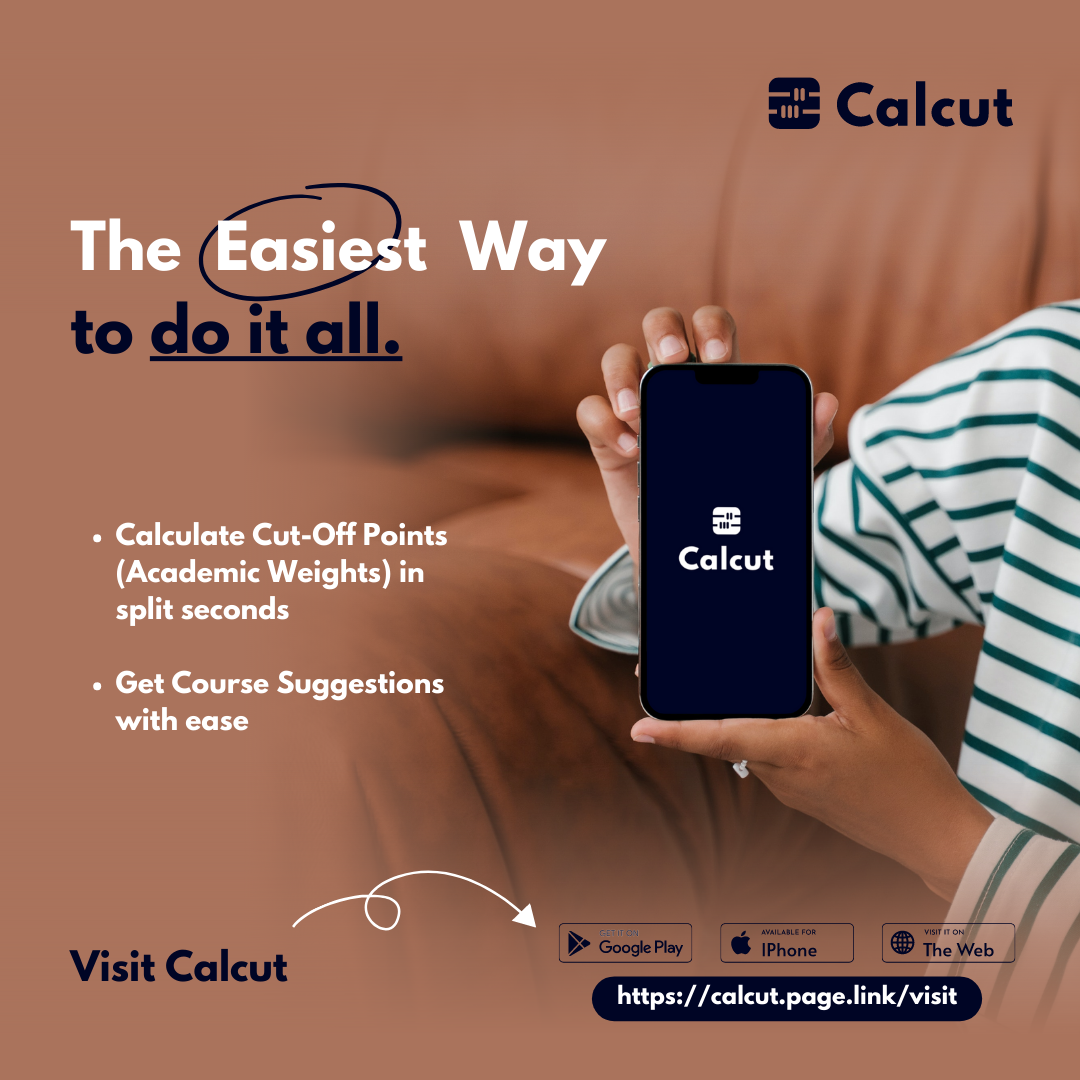 Calcut
The Easiest Way
to do it all.
Calcut
• Calculate Cut-Off Points
(Academic Weights) in
split seconds
• Get Course Suggestions
with ease
Visit Calcut
GET IT ON
Google Play
AVAILABLE FOR
IPhone
VISIT IT ON
The Web
https://calcut.page.link/visit